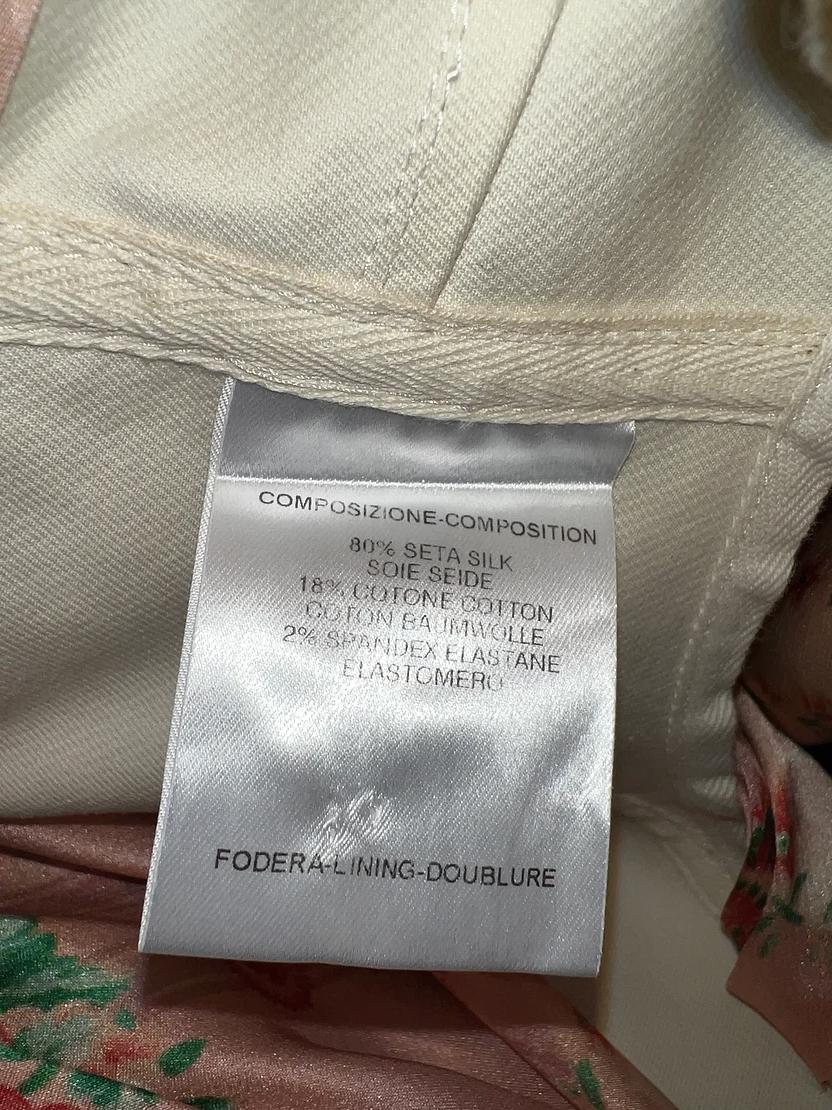 COMPOSIZIONE-COMPOSITION
80% SETA SILK
SOIE SEIDE
18% COTONE COTTON
COTON BAUMWOLLE
2% SPANDEX ELASTANE
ELASTOMERO
FODERA-LINING-DOUBLURE